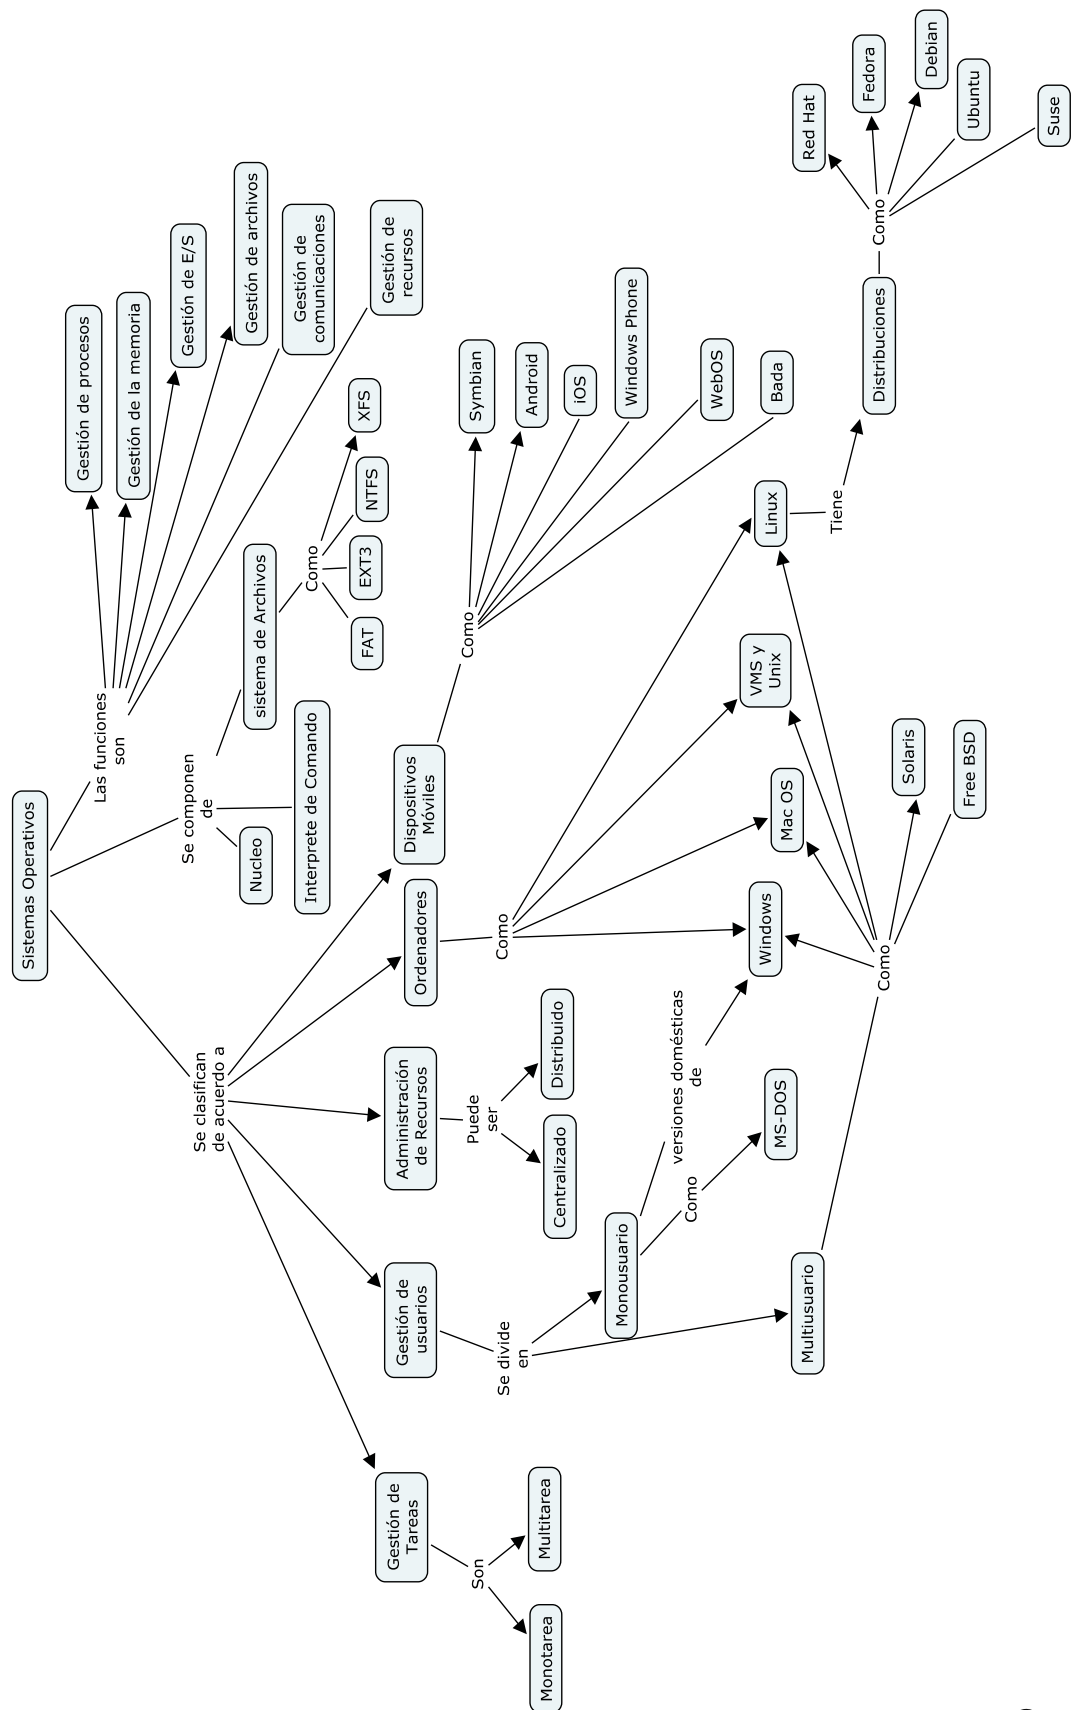 Sistemas Operativos
Las funciones
son
Gestión de procesos
Gestión de la memoria
Gestión de E/S
Gestión de archivos
Gestión de
comunicaciones
Gestión de
recursos
Se componen
de
Nucleo
Interprete de Comando
sistema de Archivos
Como
FAT
EXT3
NTFS
XFS
Se clasifican
de acuerdo a
Gestión de
Tareas
Son
Monotarea
Multitarea
Gestión de
usuarios
Se divide
en
Monousuario
Como
MS-DOS
versiones domésticas
de
Multiusuario
Como
Administración
de Recursos
Puede
ser
Centralizado
Distribuido
Ordenadores
Como
Windows
Mac OS
VMS y
Unix
Linux
Solaris
Free BSD
Tiene
Distribuciones
Como
Red Hat
Fedora
Debian
Ubuntu
Suse
Dispositivos
Móviles
Como
Symbian
Android
iOS
Windows Phone
WebOS
Bada